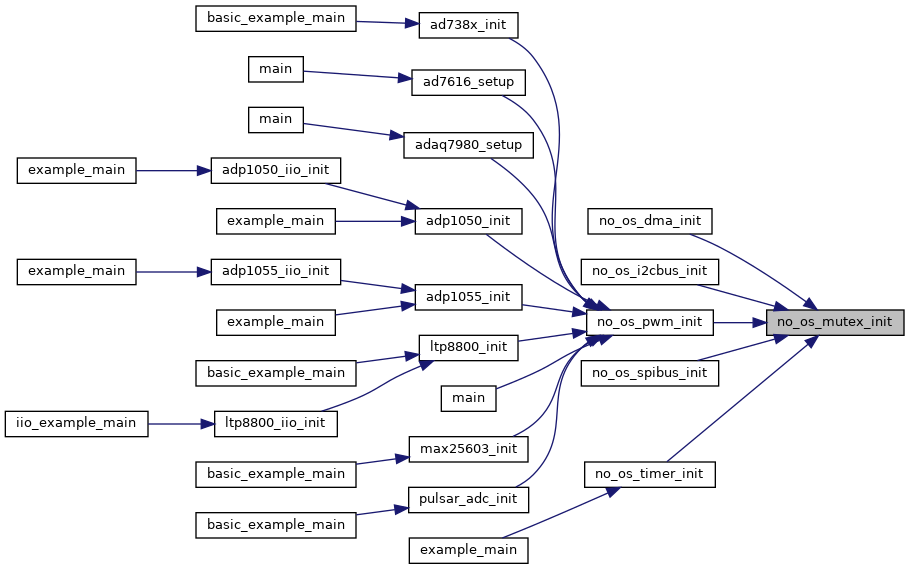 basic_example_main
ad738x_init
main
ad7616_setup
main
adaq7980_setup
example_main
adp1050_iio_init
example_main
adp1050_init
no_os_dma_init
example_main
adp1055_iio_init
no_os_i2cbus_init
example_main
adp1055_init
no_os_pwm_init
no_os_mutex_init
basic_example_main
ltp8800_init
no_os_spibus_init
main
iio_example_main
ltp8800_iio_init
max25603_init
basic_example_main
no_os_timer_init
pulsar_adc_init
basic_example_main
example_main